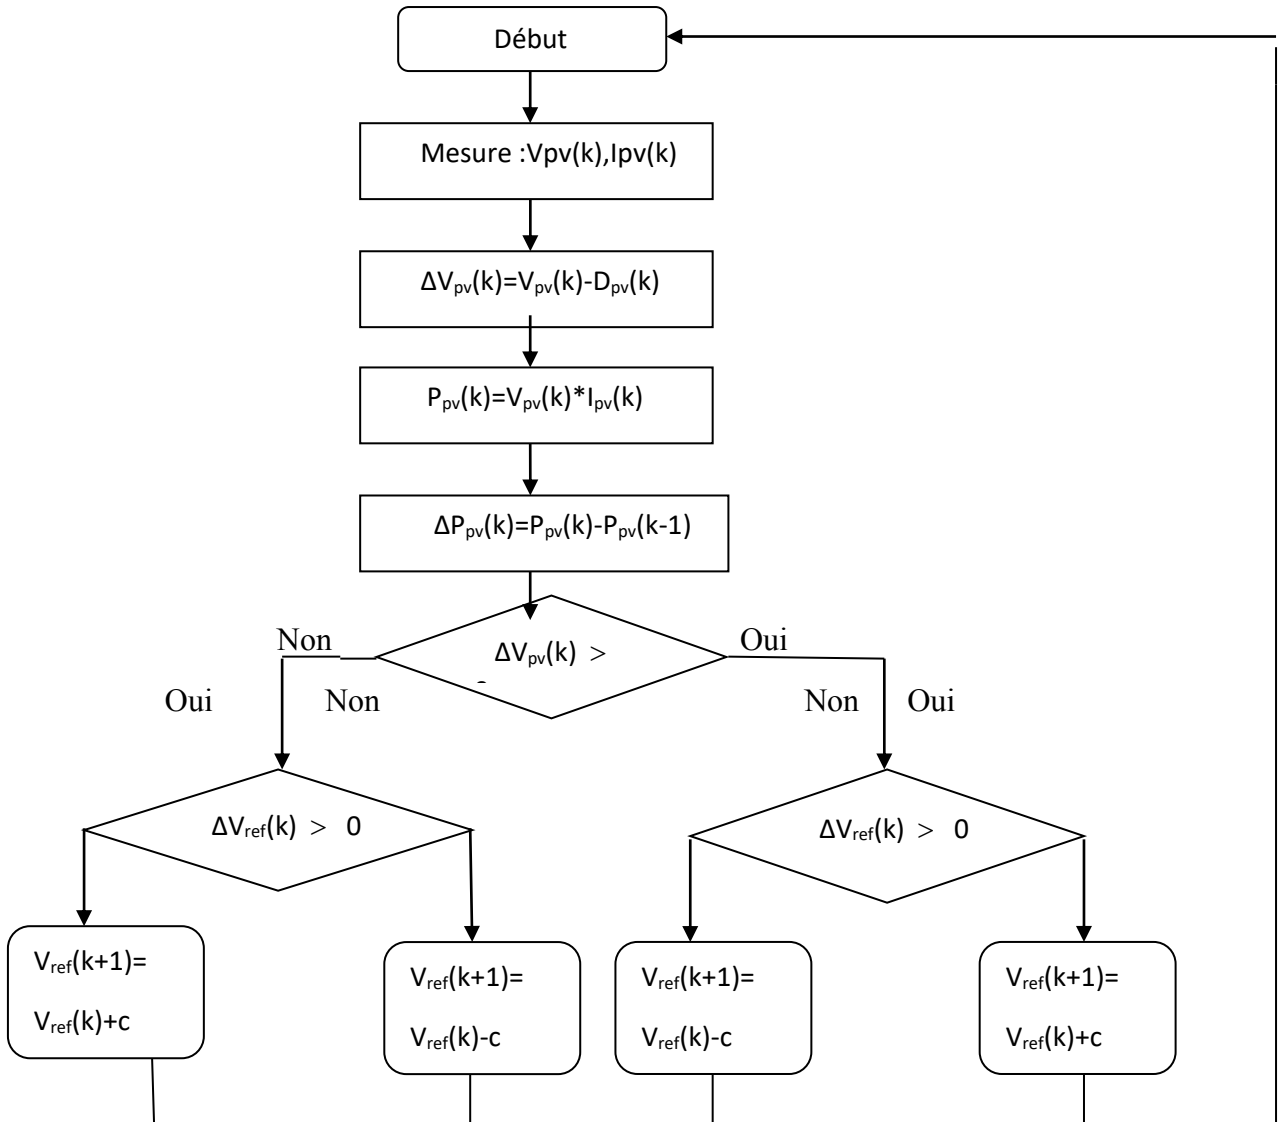 Début
Mesure :Vpv(k),Ipv(k)
ΔVpv(k)=Vpv(k)-Dpv(k)
Ppv(k)=Vpv(k)*Ipv(k)
ΔPpv(k)=Ppv(k)-Ppv(k-1)
Non
ΔVpv(k) >
Oui
Oui
Non
Non
Oui
ΔVref(k) > 0
ΔVref(k) > 0
Vref(k+1)=
Vref(k)+c
Vref(k+1)=
Vref(k)-c
Vref(k+1)=
Vref(k)-c
Vref(k+1)=
Vref(k)+c